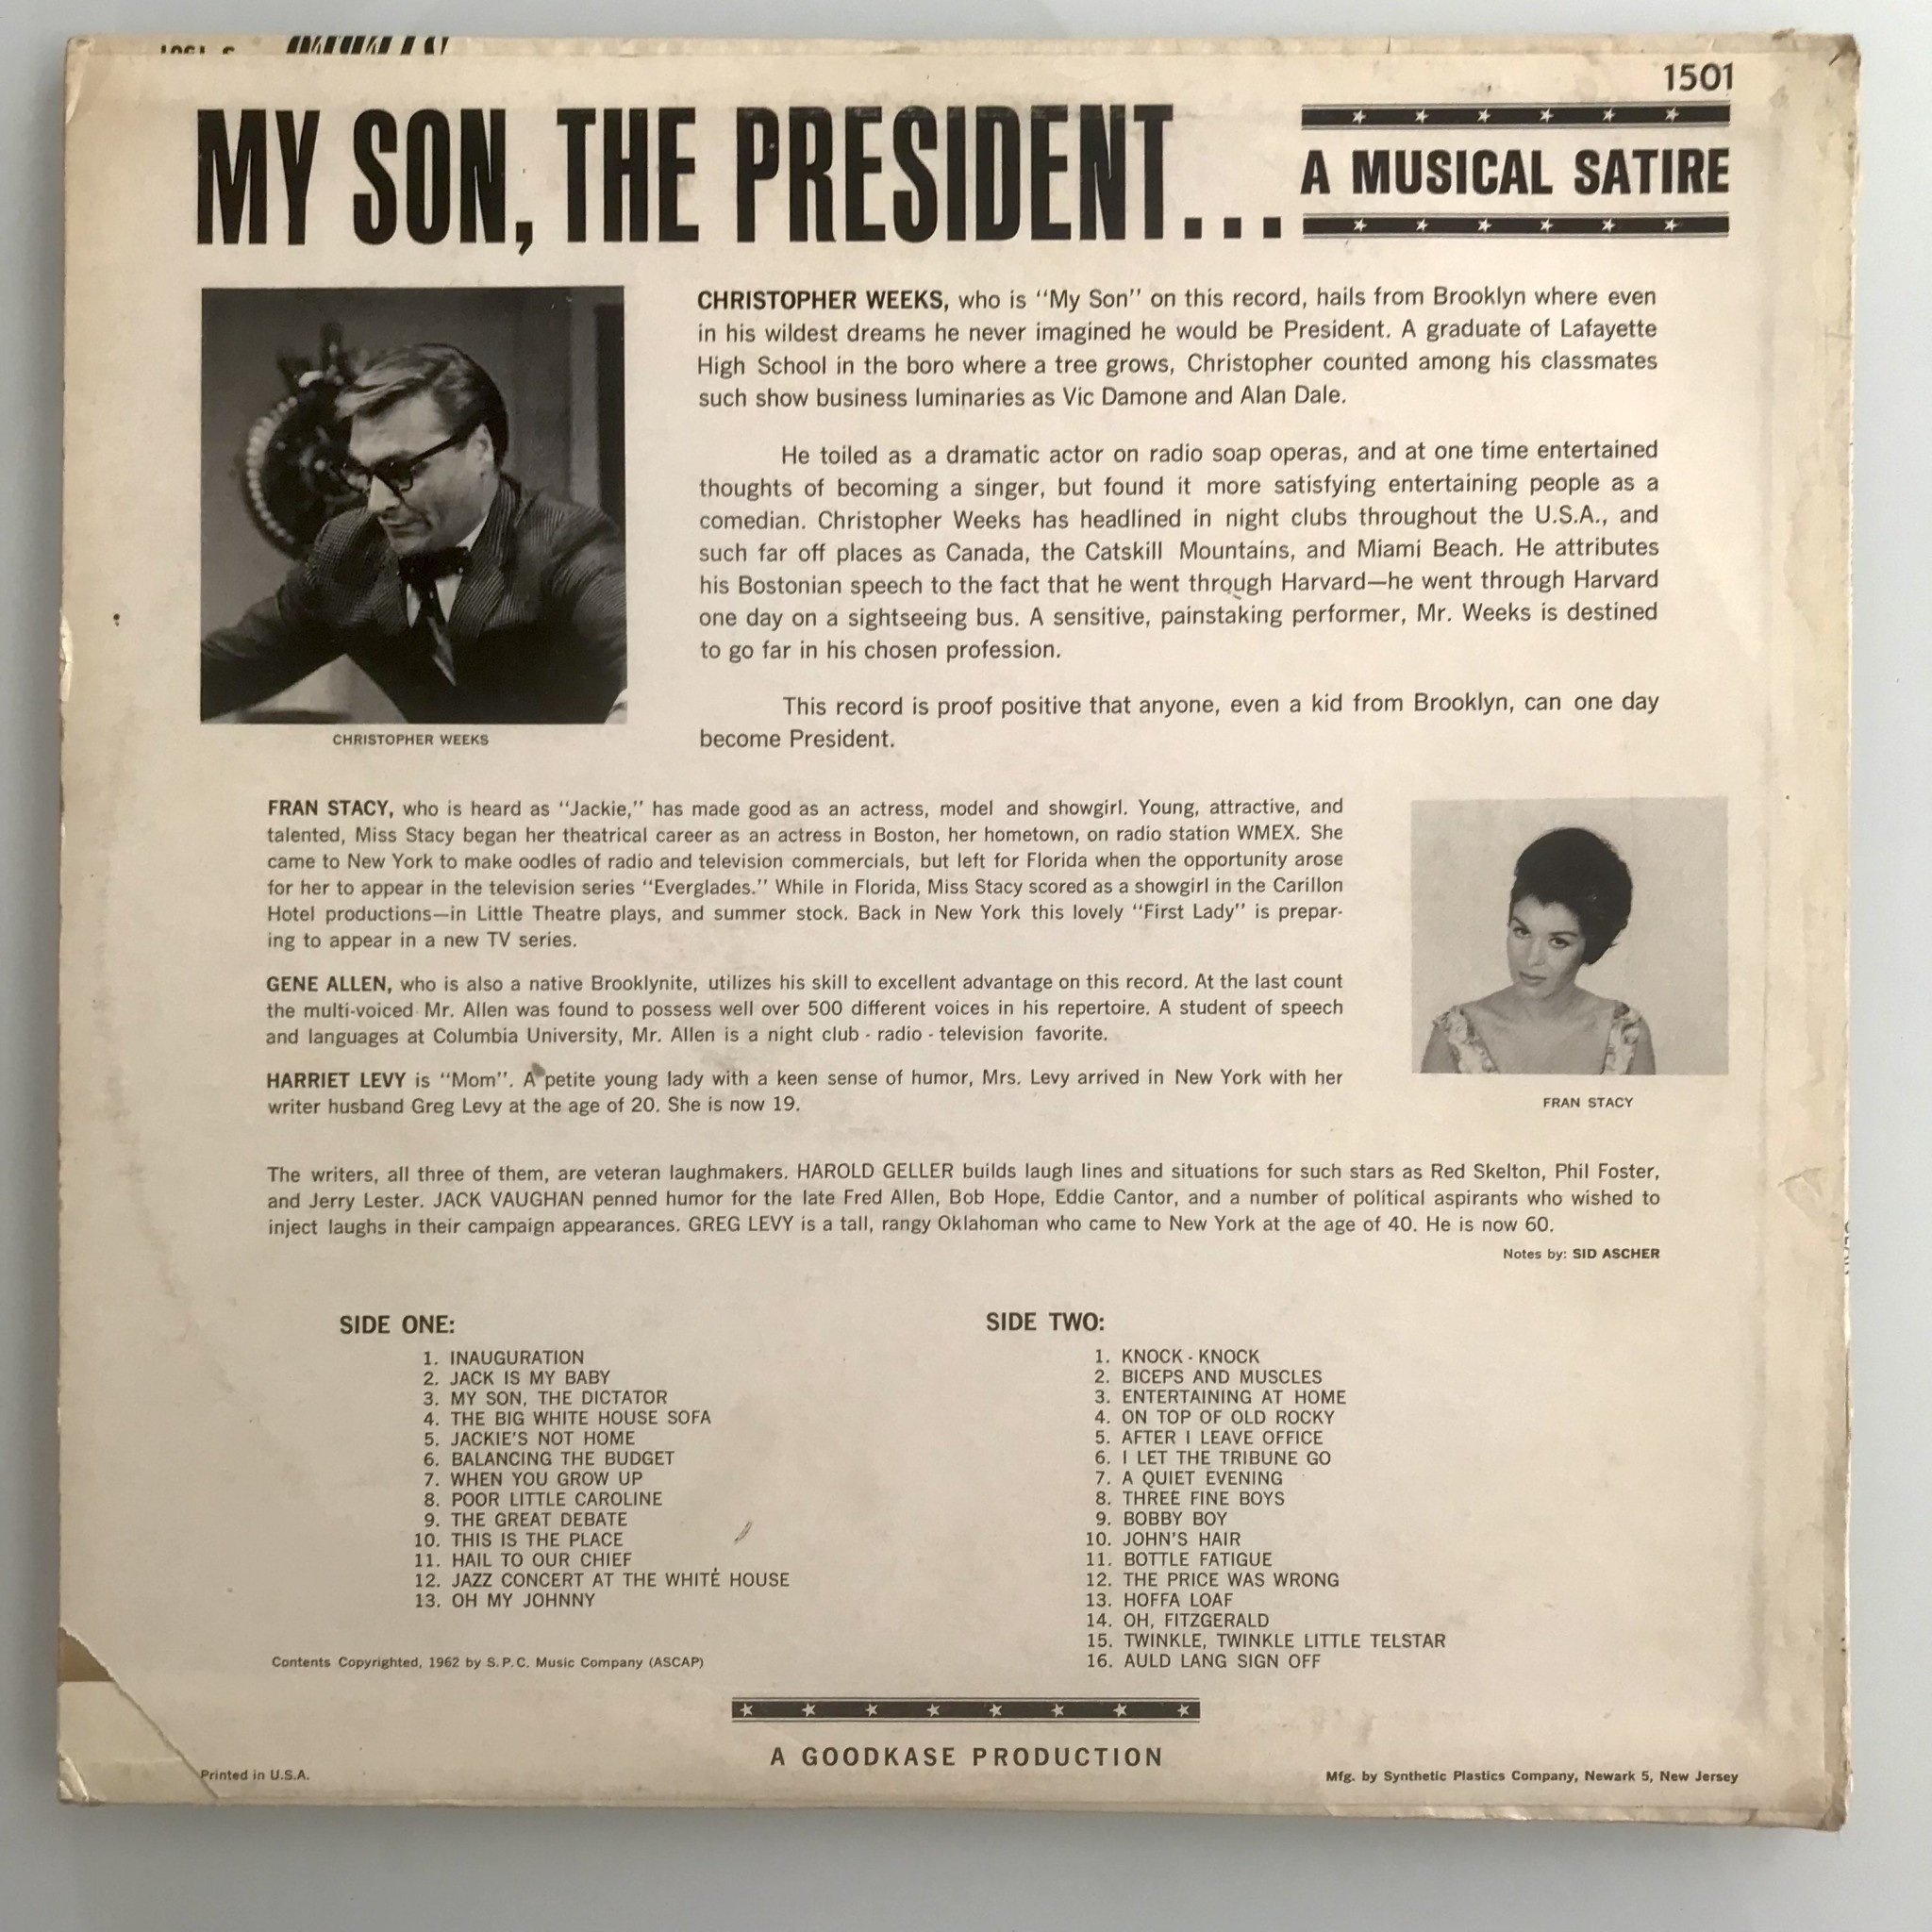 1501
MY SON, THE PRESIDENT...
A MUSICAL SATIRE
CHRISTOPHER WEEKS, who is "My Son" on this record, hails from Brooklyn where even
in his wildest dreams he never imagined he would be President. A graduate of Lafayette
High School in the boro where a tree grows, Christopher counted among his classmates
such show business luminaries as Vic Damone and Alan Dale.
He toiled as a dramatic actor on radio soap operas, and at one time entertained
thoughts of becoming a singer, but found it more satisfying entertaining people as a
comedian. Christopher Weeks has headlined in night clubs throughout the U.S.A., and
such far off places as Canada, the Catskill Mountains, and Miami Beach. He attributes
his Bostonian speech to the fact that he went through Harvard—he went through Harvard
one day on a sightseeing bus. A sensitive, painstaking performer, Mr. Weeks is destined
to go far in his chosen profession.
This record is proof positive that anyone, even a kid from Brooklyn, can one day
become President.
CHRISTOPHER WEEKS
FRAN STACY, who is heard as "Jackie," has made good as an actress, model and showgirl. Young, attractive, and
talented, Miss Stacy began her theatrical career as an actress in Boston, her hometown, on radio station WMEX. She
came to New York to make oodles of radio and television commercials, but left for Florida when the opportunity arose
for her to appear in the television series "Everglades." While in Florida, Miss Stacy scored as a showgirl in the Carillon
Hotel productions—in Little Theatre plays, and summer stock. Back in New York this lovely "First Lady" is prepar-
ing to appear in a new TV series.
GENE ALLEN, who is also a native Brooklynite, utilizes his skill to excellent advantage on this record. At the last count
the multi-voiced Mr. Allen was found to possess well over 500 different voices in his repertoire. A student of speech
and languages at Columbia University, Mr. Allen is a night club - radio - television favorite.
HARRIET LEVY is "Mom". A petite young lady with a keen sense of humor, Mrs. Levy arrived in New York with her
writer husband Greg Levy at the age of 20. She is now 19.
FRAN STACY
The writers, all three of them, are veteran laughmakers. HAROLD GELLER builds laugh lines and situations for such stars as Red Skelton, Phil Foster,
and Jerry Lester. JACK VAUGHAN penned humor for the late Fred Allen, Bob Hope, Eddie Cantor, and a number of political aspirants who wished to
inject laughs in their campaign appearances. GREG LEVY is a tall, rangy Oklahoman who came to New York at the age of 40. He is now 60.
Notes by: SID ASCHER
SIDE ONE:
1. INAUGURATION
2. JACK IS MY BABY
3. MY SON, THE DICTATOR
4. THE BIG WHITE HOUSE SOFA
5. JACKIE'S NOT HOME
6. BALANCING THE BUDGET
7. WHEN YOU GROW UP
8. POOR LITTLE CAROLINE
9. THE GREAT DEBATE
10. THIS IS THE PLACE
11. HAIL TO OUR CHIEF
12. JAZZ CONCERT AT THE WHITE HOUSE
13. OH MY JOHNNY
SIDE TWO:
1. KNOCK - KNOCK
2. BICEPS AND MUSCLES
3. ENTERTAINING AT HOME
4. ON TOP OF OLD ROCKY
5. AFTER I LEAVE OFFICE
6. I LET THE TRIBUNE GO
7. A QUIET EVENING
8. THREE FINE BOYS
9. BOBBY BOY
10. JOHN'S HAIR
11. BOTTLE FATIGUE
12. THE PRICE WAS WRONG
13. HOFFA LOAF
14. OH, FITZGERALD
15. TWINKLE, TWINKLE LITTLE TELSTAR
16. AULD LANG SIGN OFF
Contents Copyrighted, 1962 by S.P.C. Music Company (ASCAP)
A GOODKASE PRODUCTION
Printed in U.S.A.
Mfg. by Synthetic Plastics Company, Newark 5, New Jersey